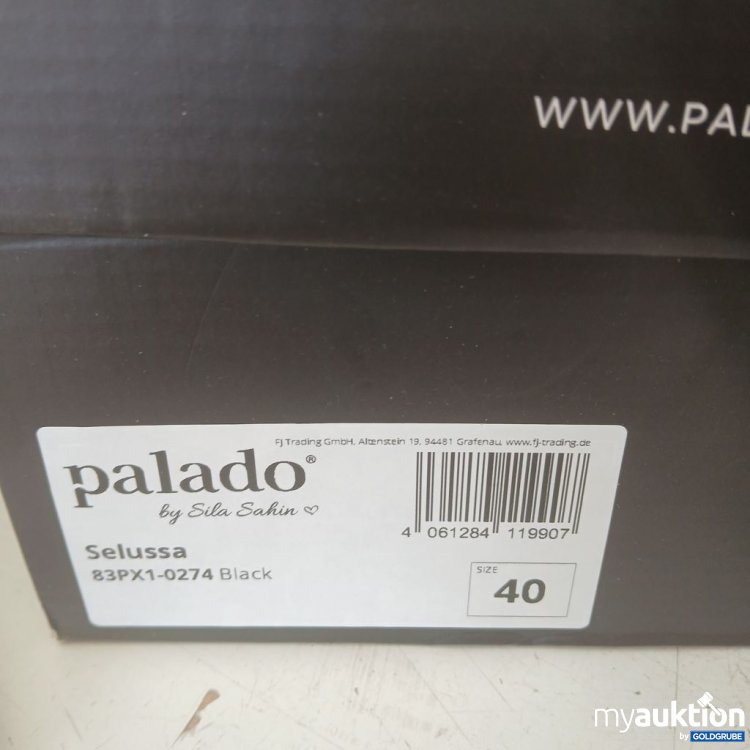 WWW.PAL
FJ Trading GmbH, Altenstein 19, 94481 Grafenau, www.fj-trading.de
palado®
by Sila Sahin ♡
4 061284 119907
Selussa
83PX1-0274 Black
SIZE
40
myauktion
by GOLDGRUBE